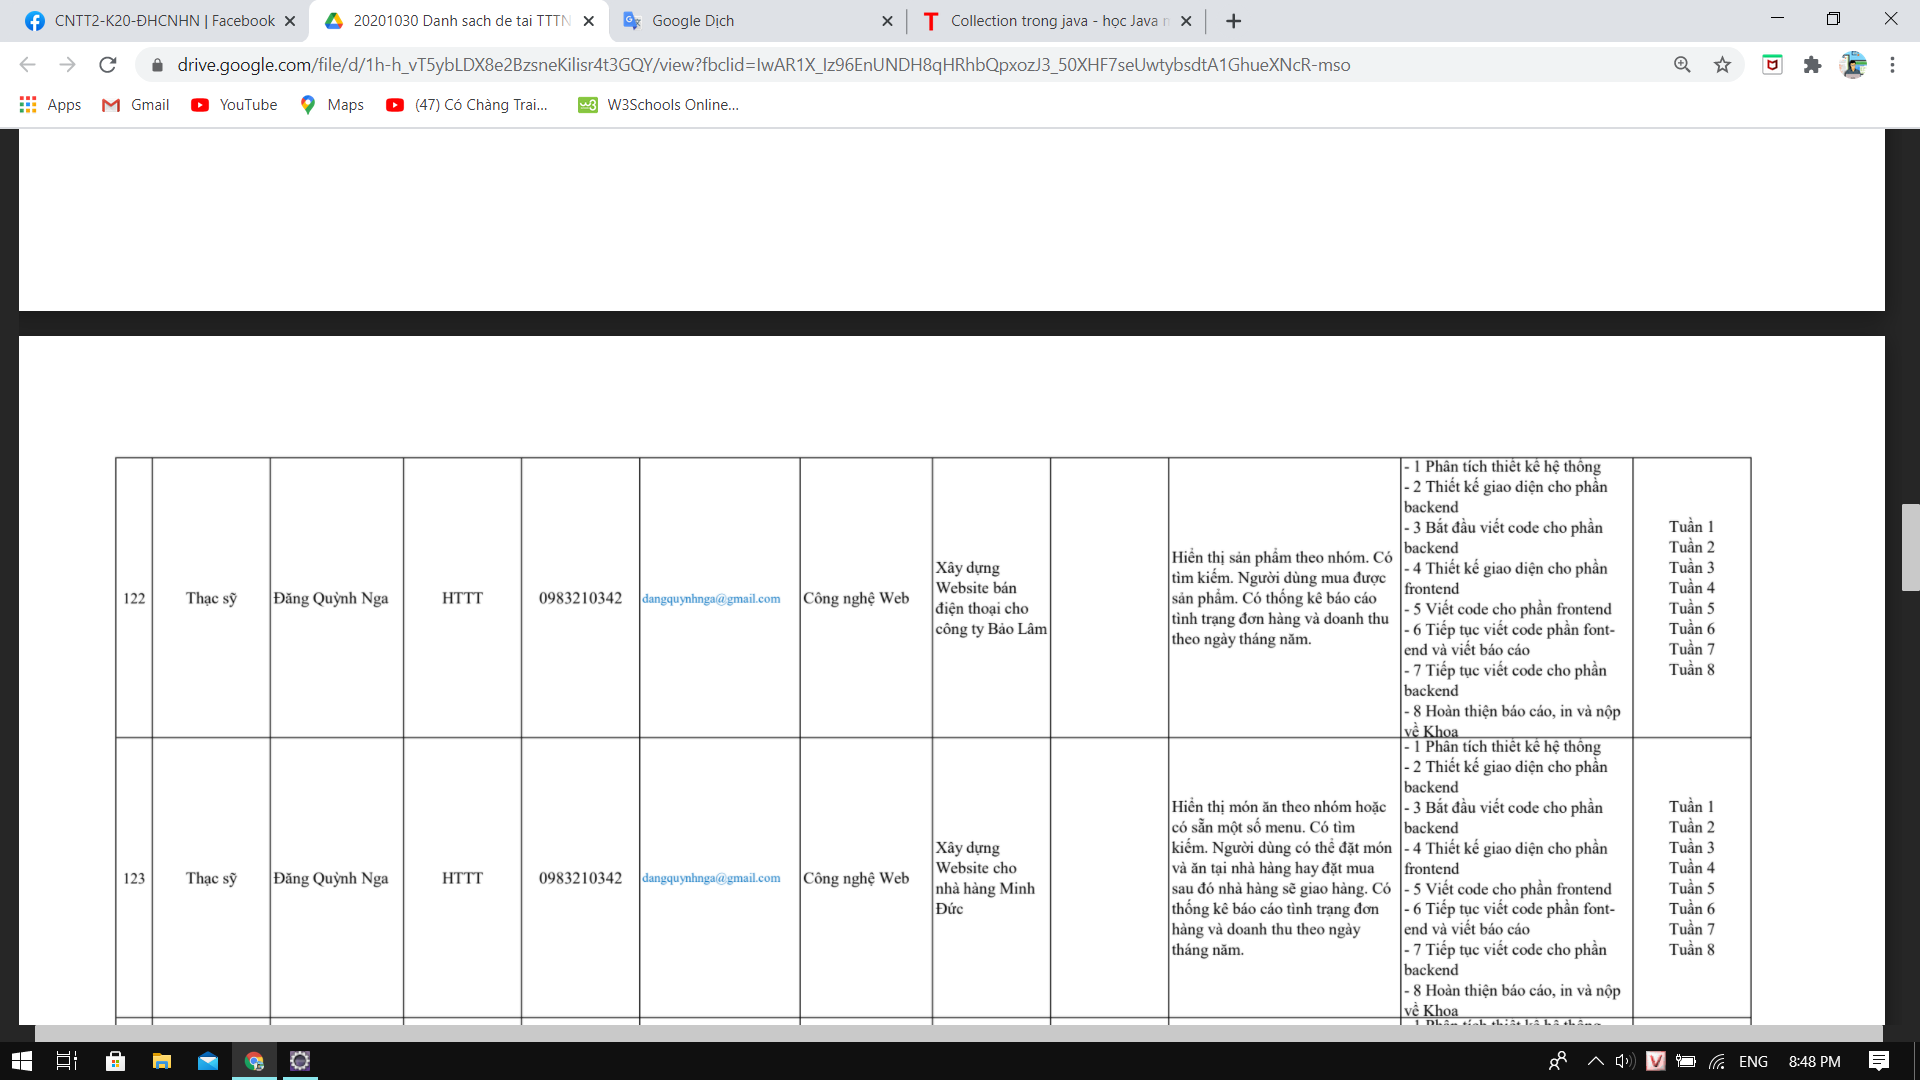 CNTT2-K20-ĐHCNHN | Facebook
20201030 Danh sach de tai TTTN
Google Dịch
Collection trong java - học Java m
drive.google.com/file/d/1h-h_vT5ybLDX8e2BzsneKilisr4t3GQY/view?fbclid=IwAR1X_Iz96EnUNDH8qHRhbQpxozJ3_50XHF7seUwtybsdtA1GhueXNcR-mso
Apps
Gmail
YouTube
Maps
(47) Có Chàng Trai...
W3Schools Online...
122
Thạc sỹ
Đăng Quỳnh Nga
HTTT
0983210342
dangquynhnga@gmail.com
Công nghệ Web
Xây dựng
Website bán
điện thoại cho
công ty Bảo Lâm
Hiển thị sản phẩm theo nhóm. Có
tìm kiếm. Người dùng mua được
sản phẩm. Có thống kê báo cáo
tình trạng đơn hàng và doanh thu
theo ngày tháng năm.
- 1 Phân tích thiết kế hệ thống
- 2 Thiết kế giao diện cho phần
backend
- 3 Bắt đầu viết code cho phần
backend
- 4 Thiết kế giao diện cho phần
frontend
- 5 Viết code cho phần frontend
- 6 Tiếp tục viết code phần font-
end và viết báo cáo
- 7 Tiếp tục viết code cho phần
backend
- 8 Hoàn thiện báo cáo, in và nộp
về Khoa
Tuần 1
Tuần 2
Tuần 3
Tuần 4
Tuần 5
Tuần 6
Tuần 7
Tuần 8
123
Thạc sỹ
Đăng Quỳnh Nga
HTTT
0983210342
dangquynhnga@gmail.com
Công nghệ Web
Xây dựng
Website cho
nhà hàng Minh
Đức
Hiển thị món ăn theo nhóm hoặc
có sẵn một số menu. Có tìm
kiếm. Người dùng có thể đặt món
và ăn tại nhà hàng hay đặt mua
sau đó nhà hàng sẽ giao hàng. Có
thống kê báo cáo tình trạng đơn
hàng và doanh thu theo ngày
tháng năm.
- 1 Phân tích thiết kế hệ thống
- 2 Thiết kế giao diện cho phần
backend
- 3 Bắt đầu viết code cho phần
backend
- 4 Thiết kế giao diện cho phần
frontend
- 5 Viết code cho phần frontend
- 6 Tiếp tục viết code phần font-
end và viết báo cáo
- 7 Tiếp tục viết code cho phần
backend
- 8 Hoàn thiện báo cáo, in và nộp
về Khoa
Tuần 1
Tuần 2
Tuần 3
Tuần 4
Tuần 5
Tuần 6
Tuần 7
Tuần 8
- 1 Phân tích thiết kế hệ thống
ENG
8:48 PM